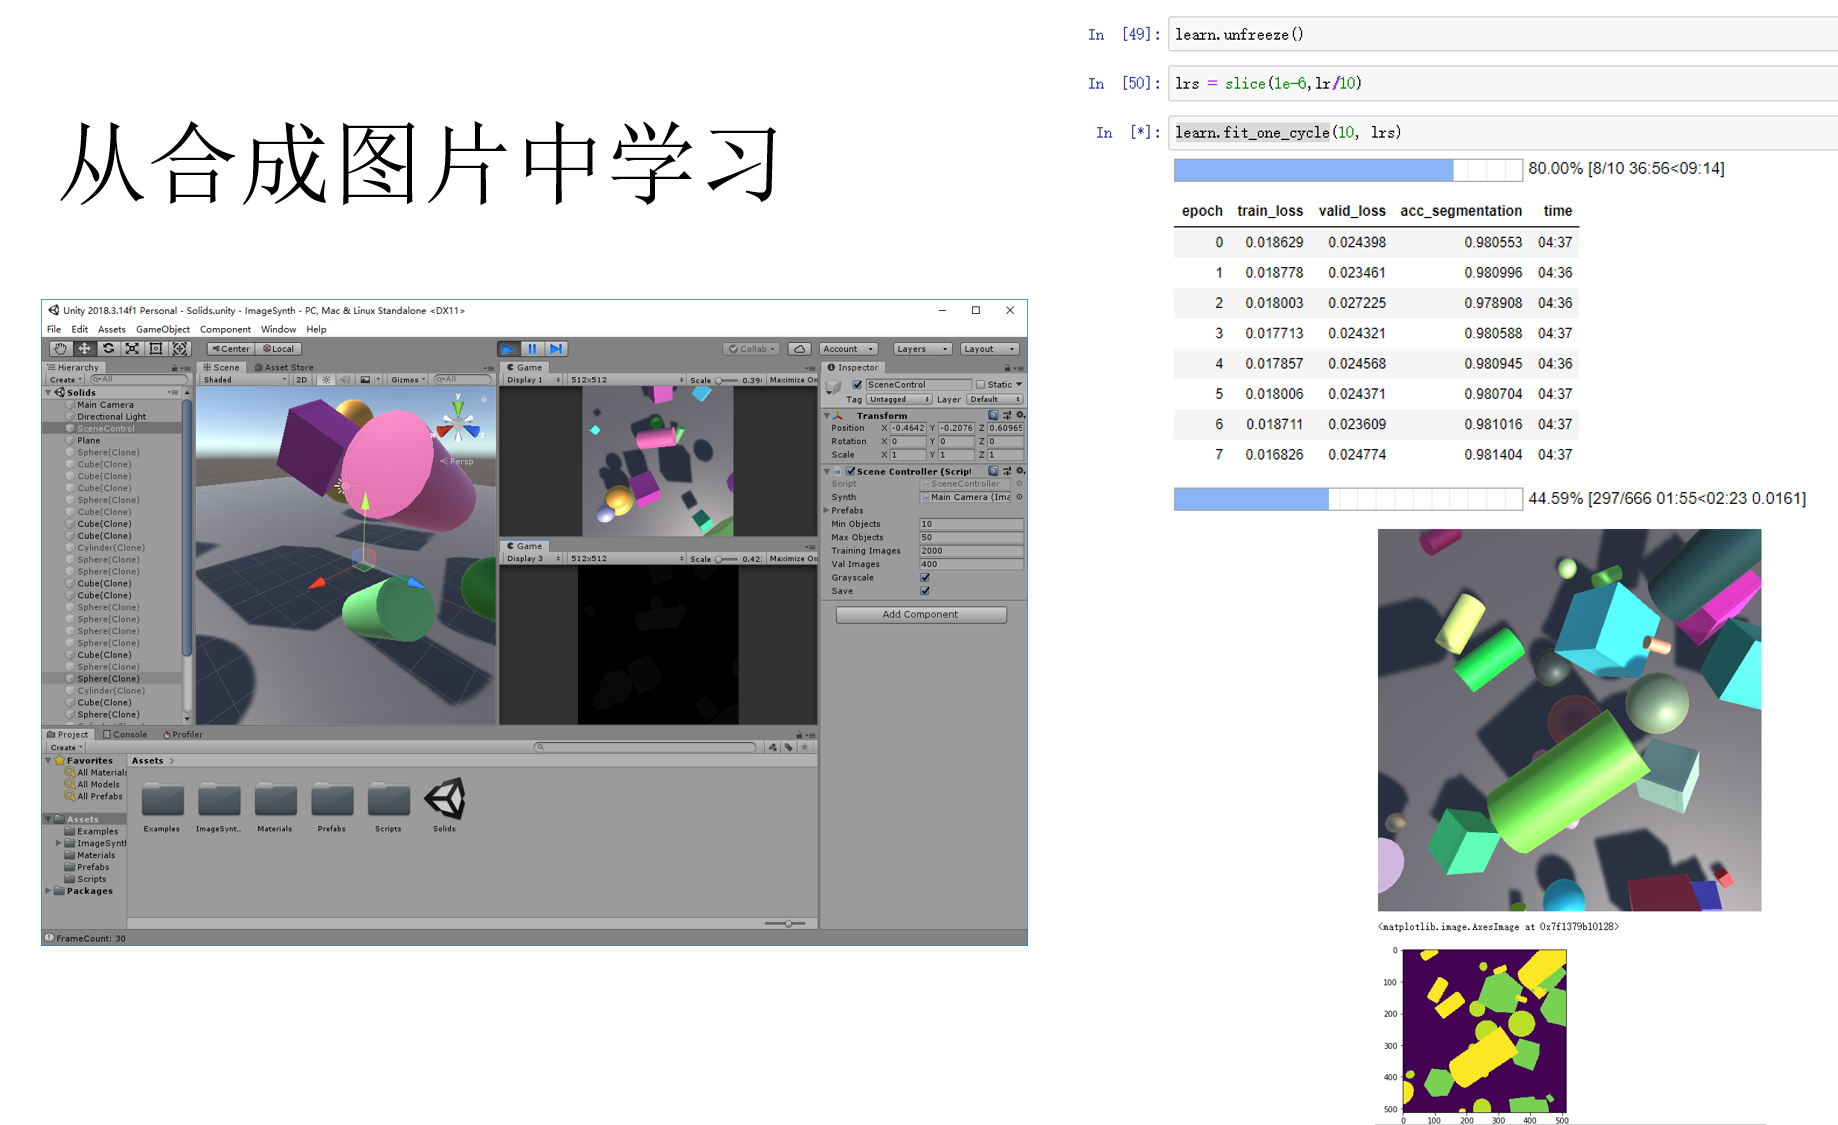 从合成图片中学习
Unity 2018.3.14f1 Personal - Solids.unity - ImageSynth - PC, Mac & Linux Standalone <DX11>
File Edit Assets GameObject Component Window Help
Center Local Collab Account Layers Layout
Hierarchy
Create All
Solids
Main Camera
Directional Light
SceneControl
Plane
Sphere(Clone)
Cube(Clone)
Cube(Clone)
Cube(Clone)
Sphere(Clone)
Cube(Clone)
Cube(Clone)
Cube(Clone)
Cylinder(Clone)
Sphere(Clone)
Sphere(Clone)
Cube(Clone)
Cube(Clone)
Sphere(Clone)
Sphere(Clone)
Sphere(Clone)
Sphere(Clone)
Cube(Clone)
Sphere(Clone)
Sphere(Clone)
Cylinder(Clone)
Cube(Clone)
Sphere(Clone)
Scene Asset Store
Shaded 2D Gizmos All
y
x
z
Persp
Game
Display 1 512x512 Scale 0.39 Maximize On
Game
Display 3 512x512 Scale 0.42 Maximize On
Inspector
SceneControl Static
Tag Untagged Layer Default
Transform
Position X -0.4642 Y -0.2076 Z 0.60965
Rotation X 0 Y 0 Z 0
Scale X 1 Y 1 Z 1
Scene Controller (Script
Script SceneController
Synth Main Camera (Ima
Prefabs
Min Objects 10
Max Objects 50
Training Images 2000
Val Images 400
Grayscale
Save
Add Component
Project Console Profiler
Create
Favorites
All Materials
All Models
All Prefabs
Assets
Examples
ImageSynth
Materials
Prefabs
Scripts
Packages
Assets
Examples ImageSynt... Materials Prefabs Scripts Solids
FrameCount: 30
In [49]: learn.unfreeze()
In [50]: lrs = slice(1e-6,lr/10)
In [*]: learn.fit_one_cycle(10, lrs)
80.00% [8/10 36:56<09:14]
epoch train_loss valid_loss acc_segmentation time
0 0.018629 0.024398 0.980553 04:37
1 0.018778 0.023461 0.980996 04:36
2 0.018003 0.027225 0.978908 04:36
3 0.017713 0.024321 0.980588 04:37
4 0.017857 0.024568 0.980945 04:36
5 0.018006 0.024371 0.980704 04:37
6 0.018711 0.023609 0.981016 04:37
7 0.016826 0.024774 0.981404 04:37
44.59% [297/666 01:55<02:23 0.0161]
<matplotlib.image.AxesImage at 0x7f1379b10128>
0
100
200
300
400
500
0 100 200 300 400 500